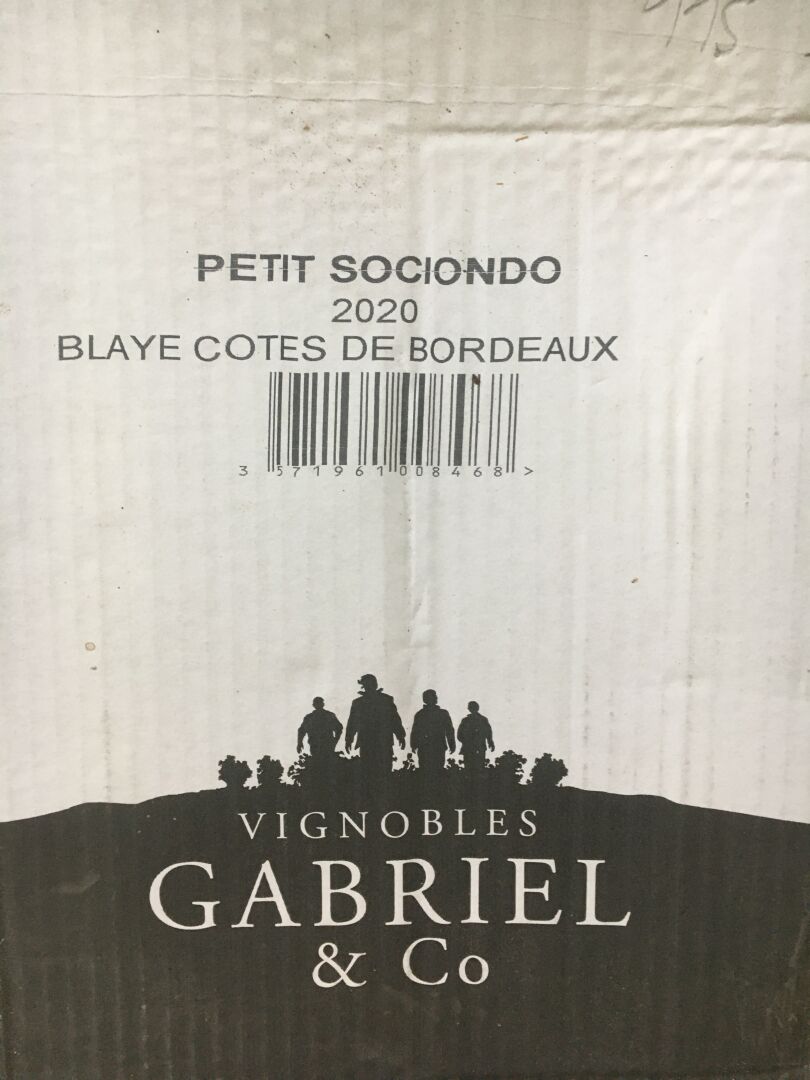 PETIT SOCIONDO
2020
BLAYE COTES DE BORDEAUX
3 571961 008468 >
VIGNOBLES
GABRIEL
& Co